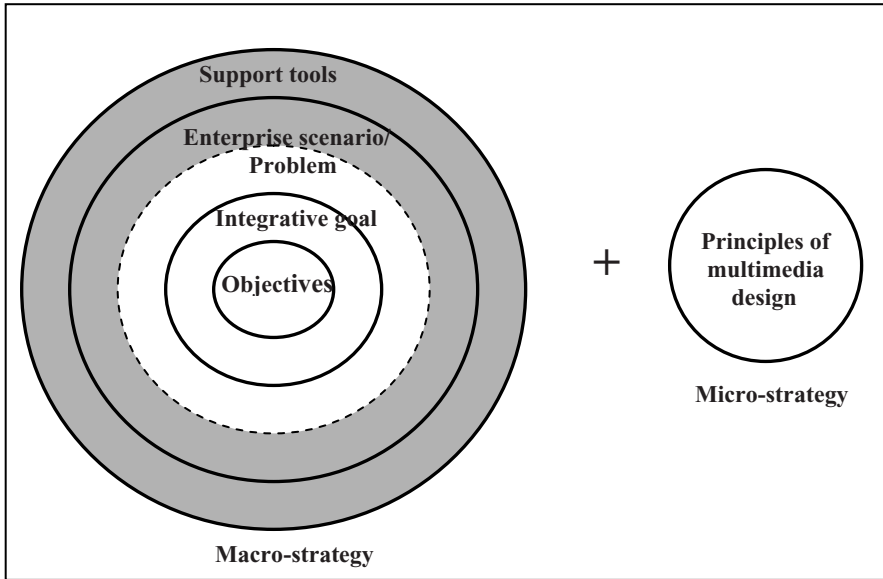 Support tools
Enterprise scenario/
Problem
Integrative goal
Objectives
Macro-strategy
+
Principles of
multimedia
design
Micro-strategy